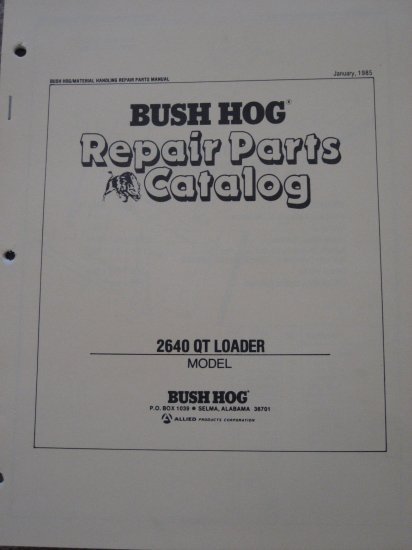 BUSH HOG/MATERIAL HANDLING REPAIR PARTS MANUAL
January, 1985
BUSH HOG®
Repair Parts
Catalog
2640 QT LOADER
MODEL
BUSH HOG®
P.O. BOX 1039 ● SELMA, ALABAMA 36701
ALLIED PRODUCTS CORPORATION